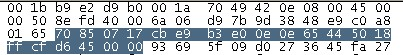 00 1b b9 e2 d9 b0 00 1a 70 49 42 0e 08 00 45 00
00 50 8e fd 40 00 6a 06 d9 7b 9d 38 48 e9 c0 a8
01 65 70 85 07 17 cb e9 b3 e0 0e 0e 65 44 50 18
ff cf d6 45 00 00 93 69 5f 09 d0 27 36 45 fa 27